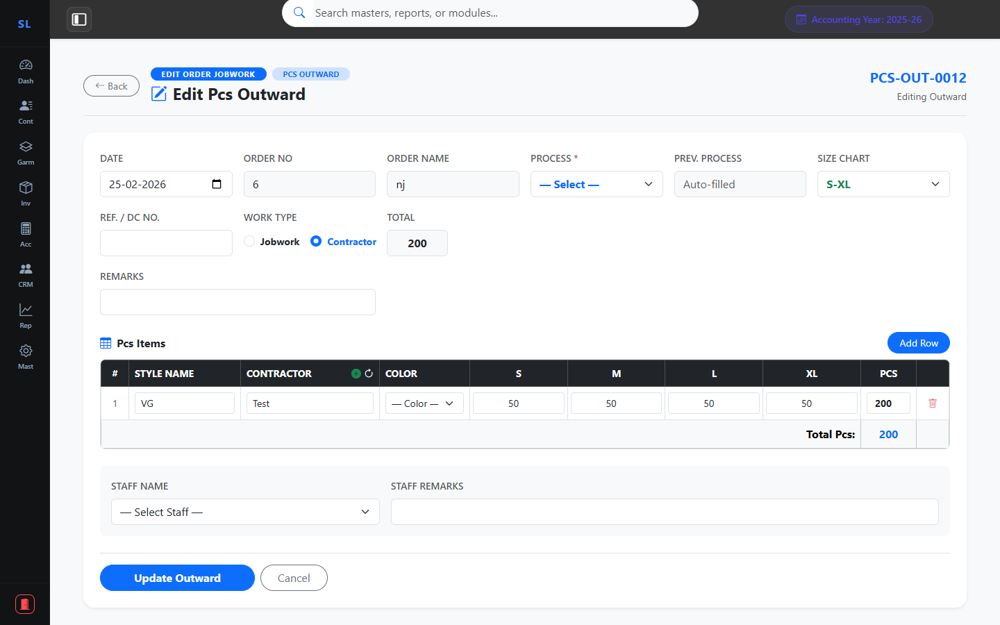 SL
Search masters, reports, or modules...
Accounting Year: 2025-26
Dash
Cont
Garm
Inv
Acc
CRM
Rep
Mast
Back
EDIT ORDER JOBWORK
PCS OUTWARD
Edit Pcs Outward
PCS-OUT-0012
Editing Outward
DATE
ORDER NO
ORDER NAME
PROCESS *
PREV. PROCESS
SIZE CHART
25-02-2026
6
nj
— Select —
Auto-filled
S-XL
REF. / DC NO.
WORK TYPE
TOTAL
Jobwork
Contractor
200
REMARKS
Pcs Items
Add Row
# STYLE NAME CONTRACTOR COLOR S M L XL PCS
1 VG Test — Color — 50 50 50 50 200
Total Pcs: 200
STAFF NAME
STAFF REMARKS
— Select Staff —
Update Outward
Cancel